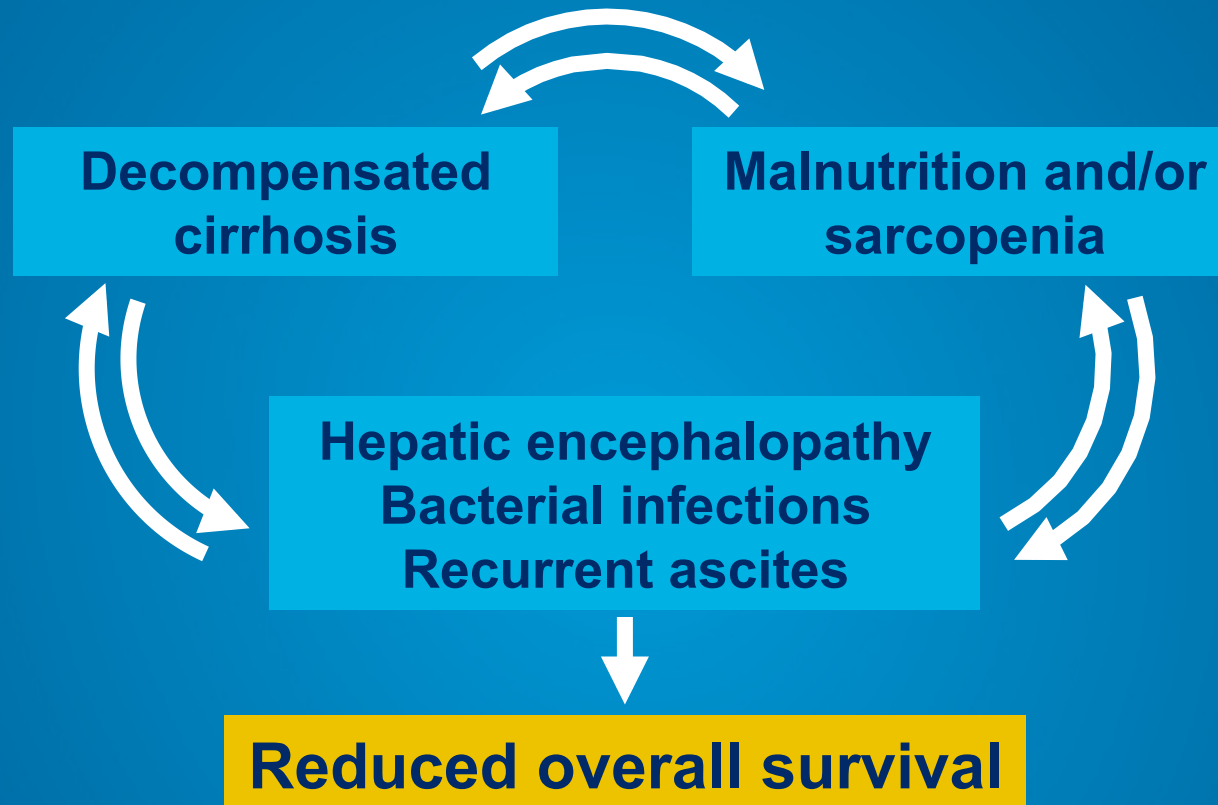 Decompensated
cirrhosis
Malnutrition and/or
sarcopenia
Hepatic encephalopathy
Bacterial infections
Recurrent ascites
Reduced overall survival